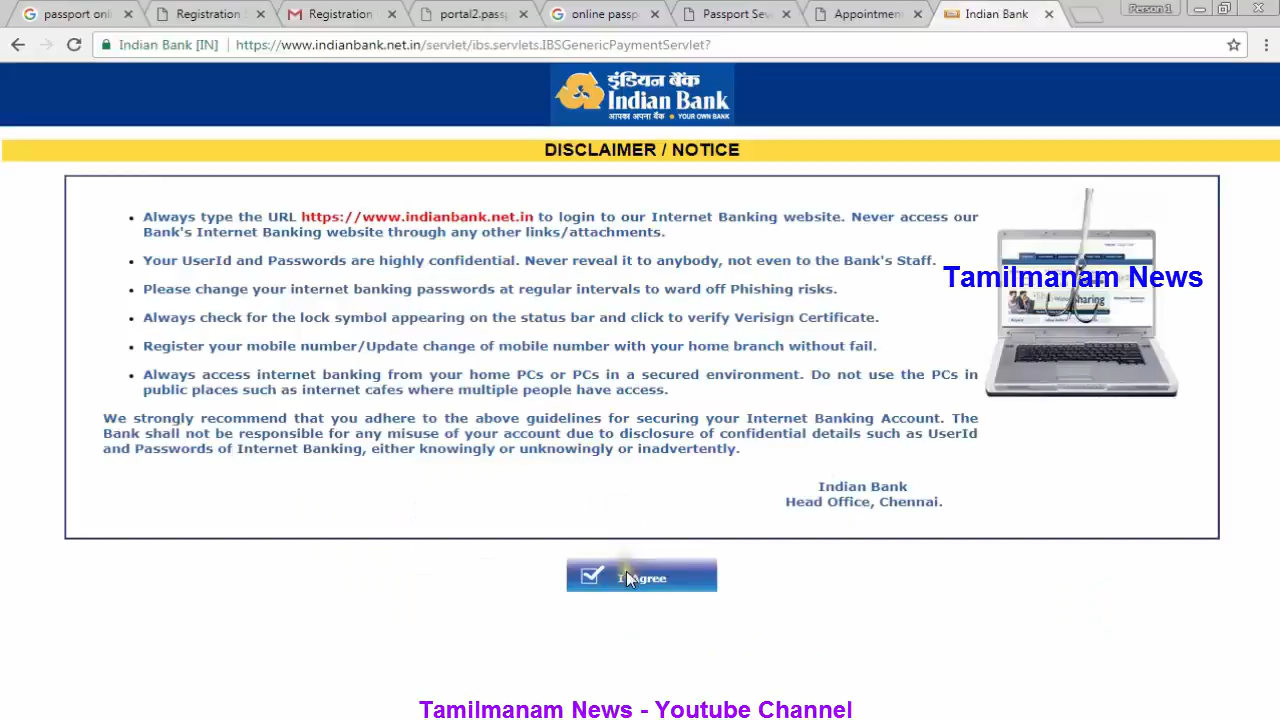 passport onl
Registration
Registration
portal2.pass
online passp
Passport Sev
Appointmen
Indian Bank
Person 1
Indian Bank [IN]
https://www.indianbank.net.in/servlet/ibs.servlets.IBSGenericPaymentServlet?
इंडियन बैंक
Indian Bank
आपका अपना बैंक YOUR OWN BANK
DISCLAIMER / NOTICE
Always type the URL https://www.indianbank.net.in to login to our Internet Banking website. Never access our
Bank's Internet Banking website through any other links/attachments.
Your UserId and Passwords are highly confidential. Never reveal it to anybody, not even to the Bank's Staff.
Tamilmanam News
Please change your internet banking passwords at regular intervals to ward off Phishing risks.
Always check for the lock symbol appearing on the status bar and click to verify Verisign Certificate.
Register your mobile number/Update change of mobile number with your home branch without fail.
Always access internet banking from your home PCs or PCs in a secured environment. Do not use the PCs in
public places such as internet cafes where multiple people have access.
We strongly recommend that you adhere to the above guidelines for securing your Internet Banking Account. The
Bank shall not be responsible for any misuse of your account due to disclosure of confidential details such as UserId
and Passwords of Internet Banking, either knowingly or unknowingly or inadvertently.
Indian Bank
Head Office, Chennai.
I Agree
Tamilmanam News - Youtube Channel